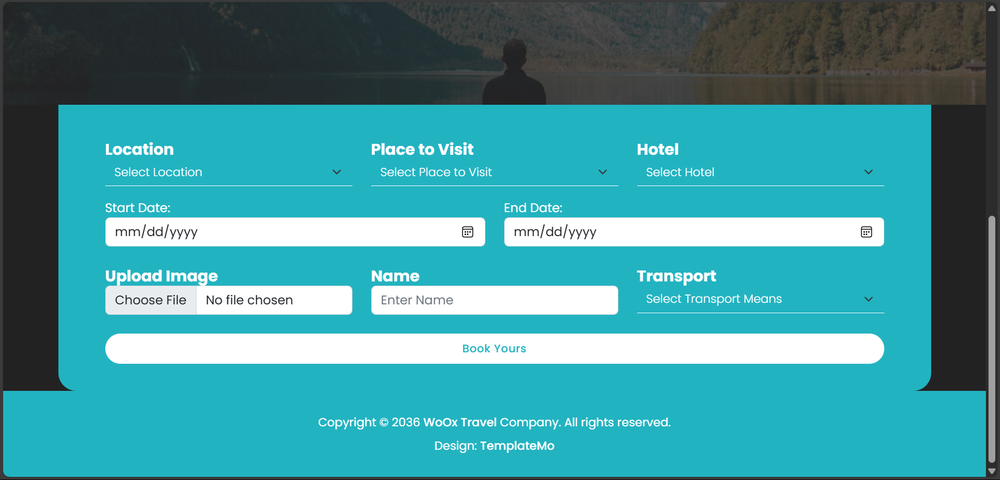 Location
Place to Visit
Hotel
Select Location
Select Place to Visit
Select Hotel
Start Date:
End Date:
mm/dd/yyyy
mm/dd/yyyy
Upload Image
Name
Transport
Choose File
No file chosen
Enter Name
Select Transport Means
Book Yours
Copyright © 2036 WoOx Travel Company. All rights reserved.
Design: TemplateMo